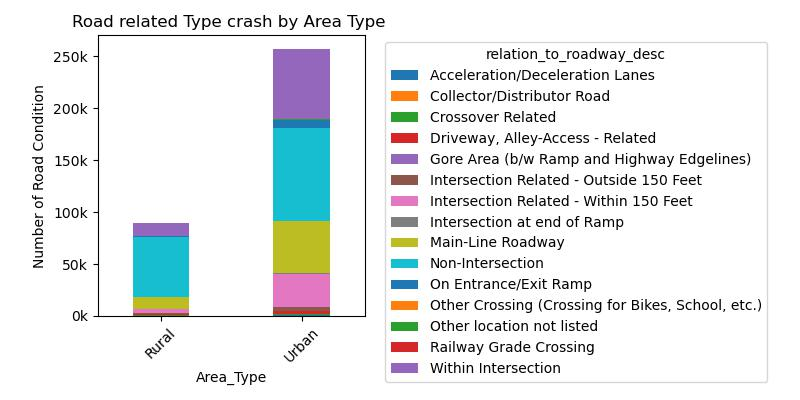 Road related Type crash by Area Type
Number of Road Condition
250k
200k
150k
100k
50k
0k
Rural
Urban
Area_Type
relation_to_roadway_desc
Acceleration/Deceleration Lanes
Collector/Distributor Road
Crossover Related
Driveway, Alley-Access - Related
Gore Area (b/w Ramp and Highway Edgelines)
Intersection Related - Outside 150 Feet
Intersection Related - Within 150 Feet
Intersection at end of Ramp
Main-Line Roadway
Non-Intersection
On Entrance/Exit Ramp
Other Crossing (Crossing for Bikes, School, etc.)
Other location not listed
Railway Grade Crossing
Within Intersection